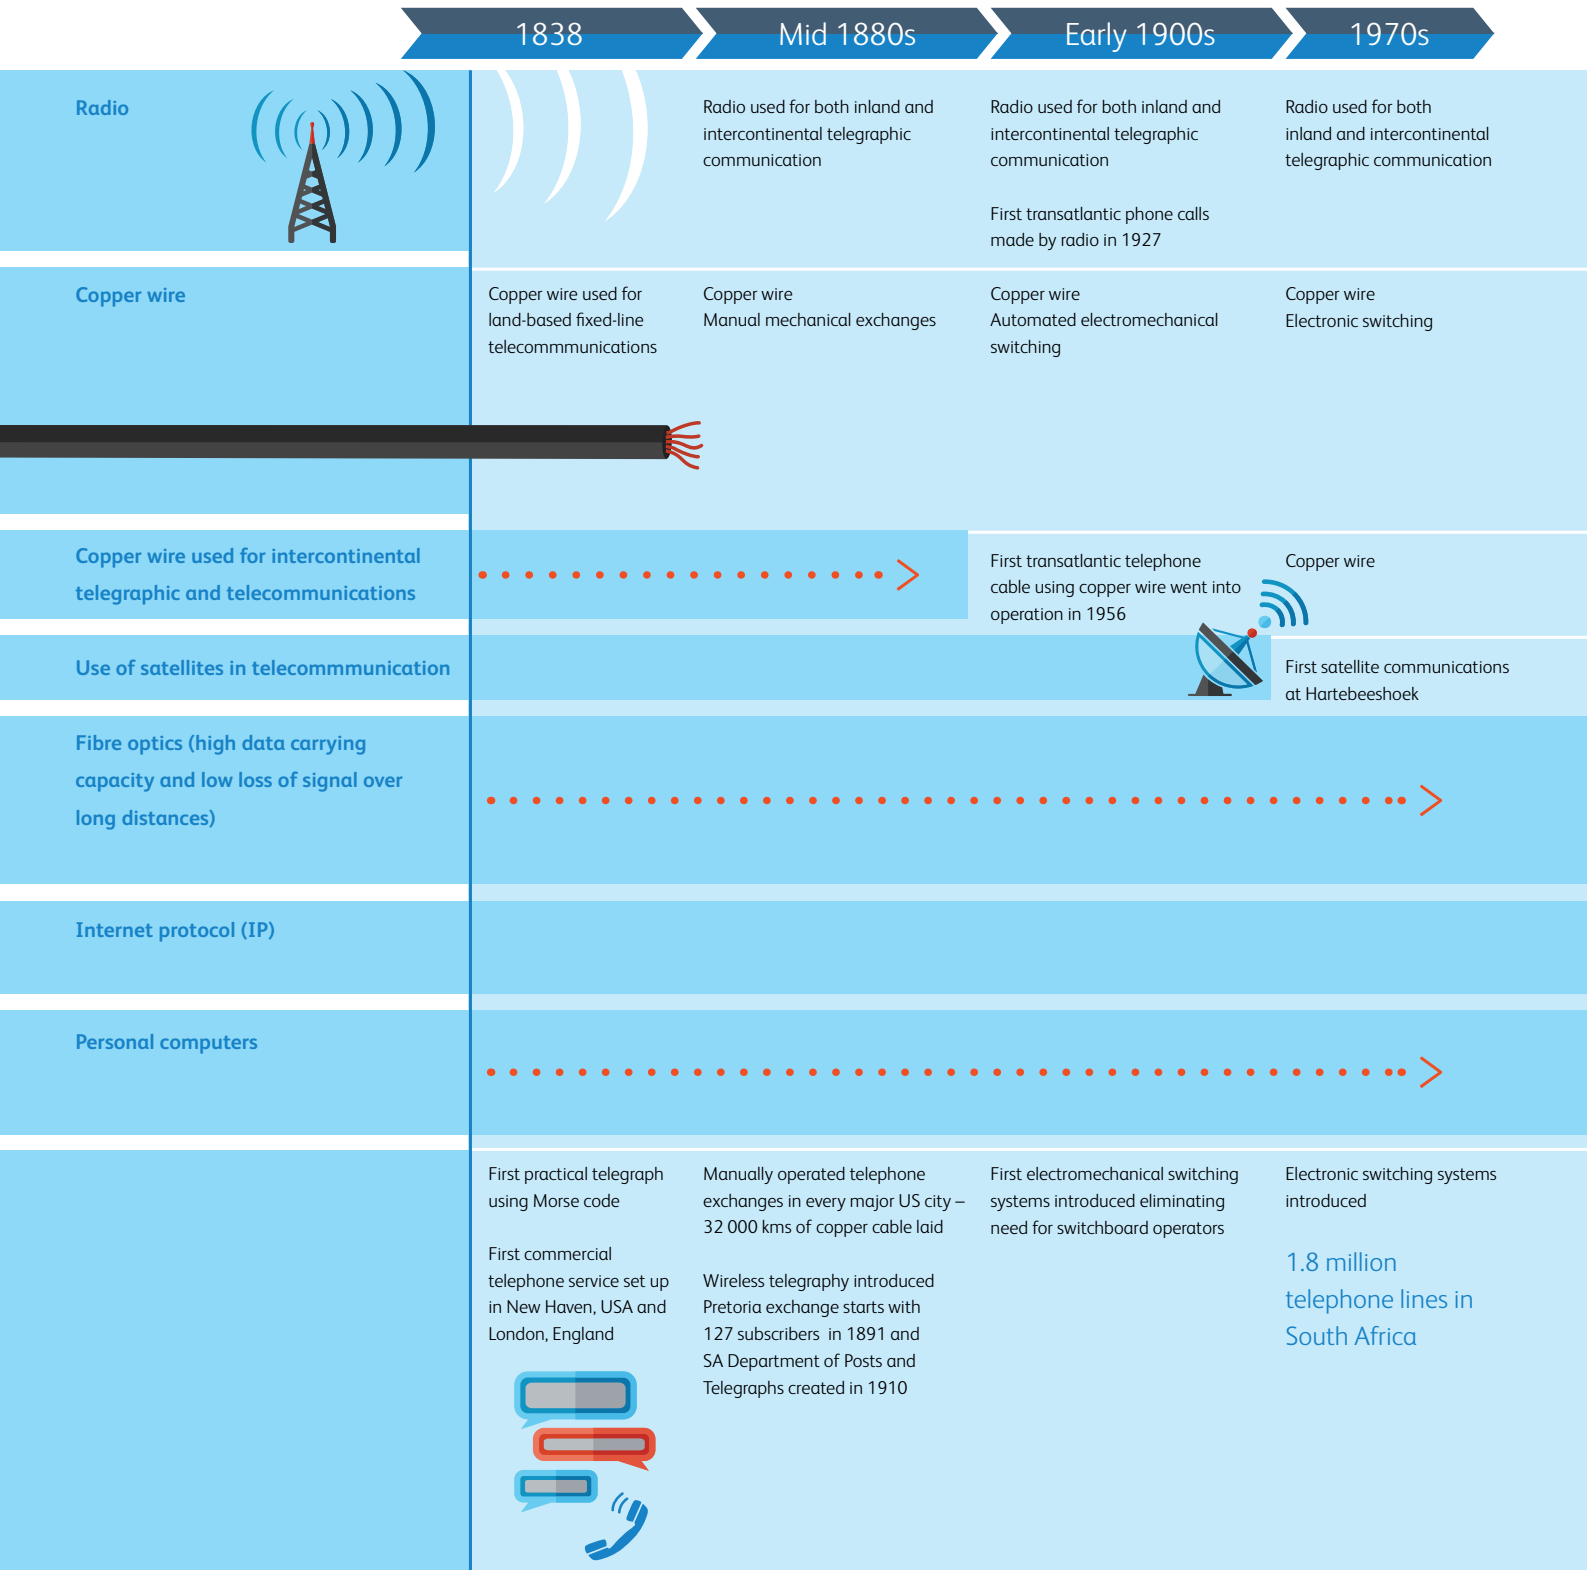 1838
Mid 1880s
Early 1900s
1970s
Radio
Radio used for both inland and
intercontinental telegraphic
communication
Radio used for both inland and
intercontinental telegraphic
communication
First transatlantic phone calls
made by radio in 1927
Radio used for both
inland and intercontinental
telegraphic communication
Copper wire
Copper wire used for
land-based fixed-line
telecommmunications
Copper wire
Manual mechanical exchanges
Copper wire
Automated electromechanical
switching
Copper wire
Electronic switching
Copper wire used for intercontinental
telegraphic and telecommunications
First transatlantic telephone
cable using copper wire went into
operation in 1956
Copper wire
Use of satellites in telecommmunication
First satellite communications
at Hartebeeshoek
Fibre optics (high data carrying
capacity and low loss of signal over
long distances)
Internet protocol (IP)
Personal computers
First practical telegraph
using Morse code
First commercial
telephone service set up
in New Haven, USA and
London, England
Manually operated telephone
exchanges in every major US city –
32 000 kms of copper cable laid
Wireless telegraphy introduced
Pretoria exchange starts with
127 subscribers in 1891 and
SA Department of Posts and
Telegraphs created in 1910
First electromechanical switching
systems introduced eliminating
need for switchboard operators
Electronic switching systems
introduced
1.8 million
telephone lines in
South Africa